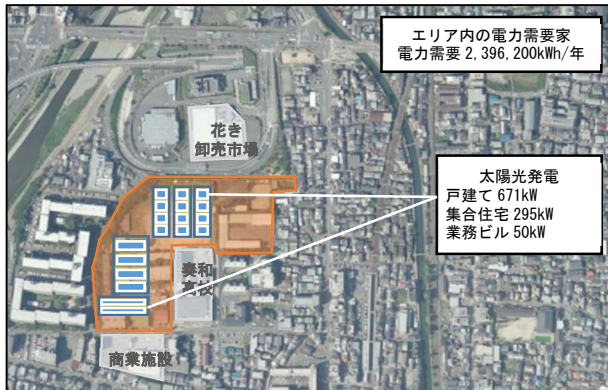 エリア内の電力需要家
電力需要 2,396,200kWh/年
花き
卸売市場
太陽光発電
戸建て 671kW
集合住宅 295kW
業務ビル 50kW
奏和
高校
商業施設